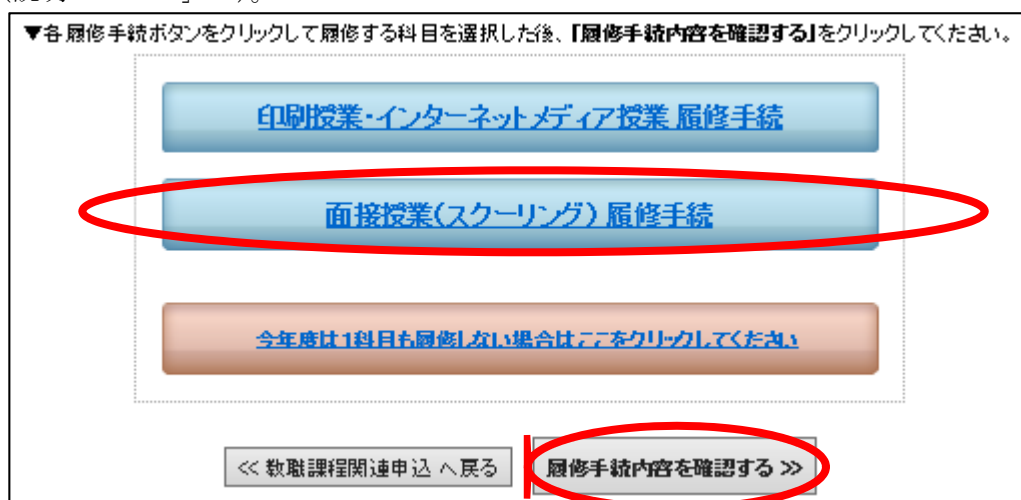 ▼各履修手続ボタンをクリックして履修する科目を選択した後、「履修手続内容を確認する」をクリックしてください。
印刷授業・インターネットメディア授業 履修手続
面接授業(スクーリング) 履修手続
今年度は1科目も履修しない場合はここをクリックしてください
<< 教職課程関連申込 へ戻る
履修手続内容を確認する >>